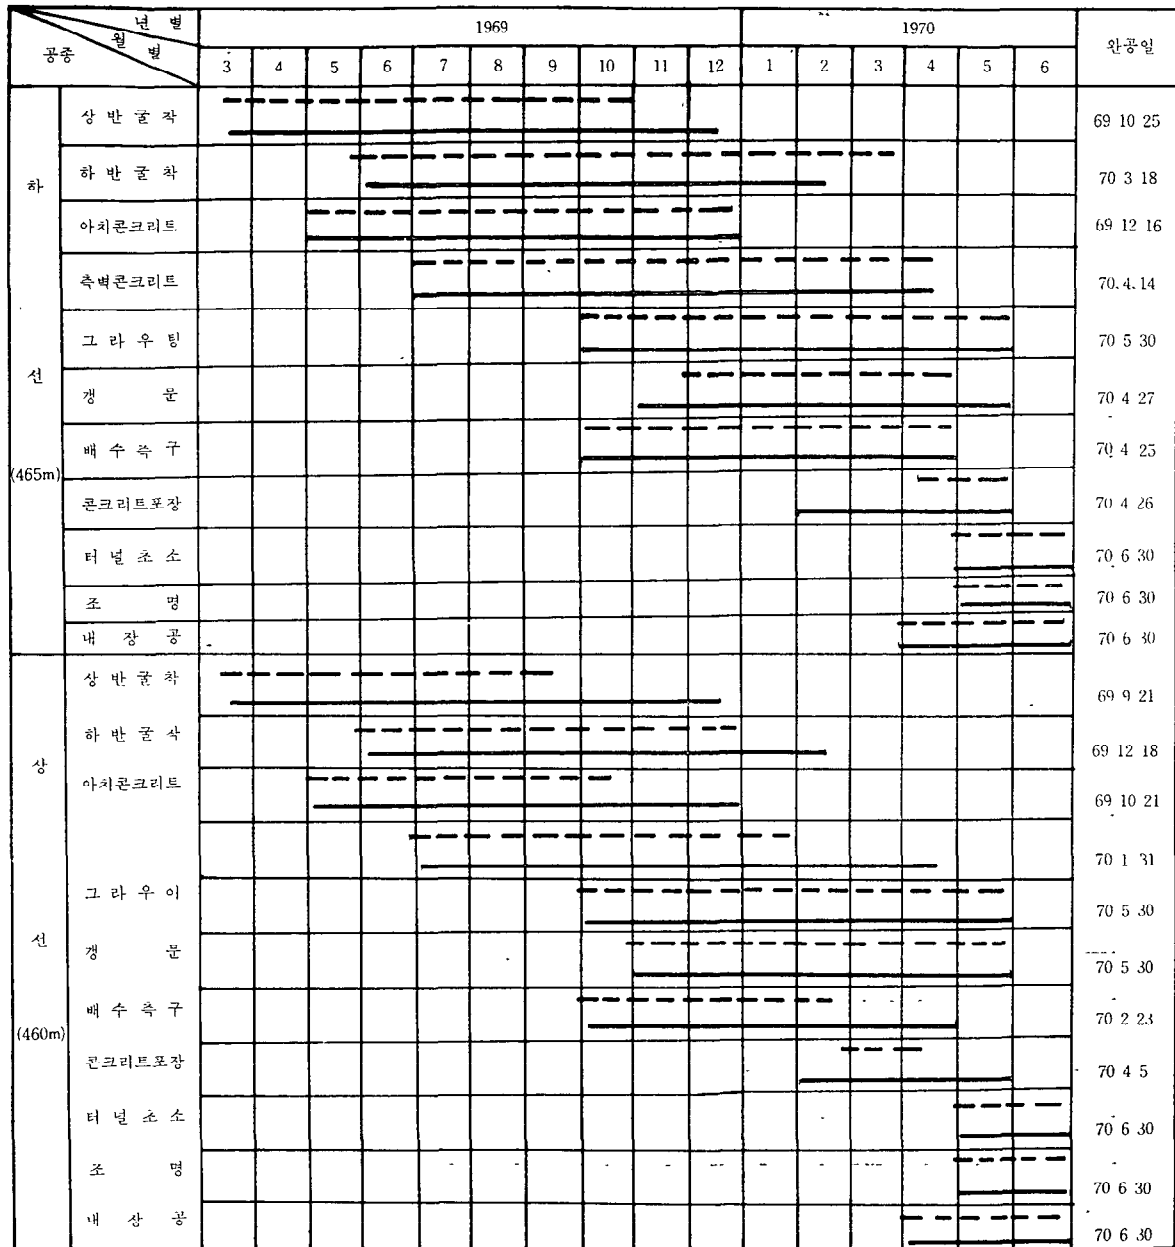 년 별
월 별
공종
1969
1970
완공일
3 4 5 6 7 8 9 10 11 12 1 2 3 4 5 6
하 선 (465m)
상 반 굴 착 69 10 25
하 반 굴 착 70 3 18
아치콘크리트 69 12 16
측벽콘크리트 70.4.14
그 라 우 팅 70 5 30
갱 문 70 4 27
배 수 측 구 70 4 25
콘크리트포장 70 4 26
터 널 초 소 70 6 30
조 명 70 6 30
내 장 공 70 6 30
상 선 (460m)
상 반 굴 착 69 9 21
하 반 굴 삭 69 12 18
아치콘크리트 69 10 21
70 1 31
그 라 우 이 70 5 30
갱 문 70 5 30
배 수 측 구 70 2 23
콘크리트포장 70 4 5
터 널 초 소 70 6 30
조 명 70 6 30
내 상 공 70 6 30